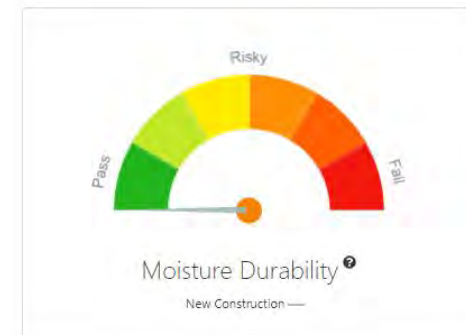 Risky
Pass
Fail
Moisture Durability ?
New Construction —